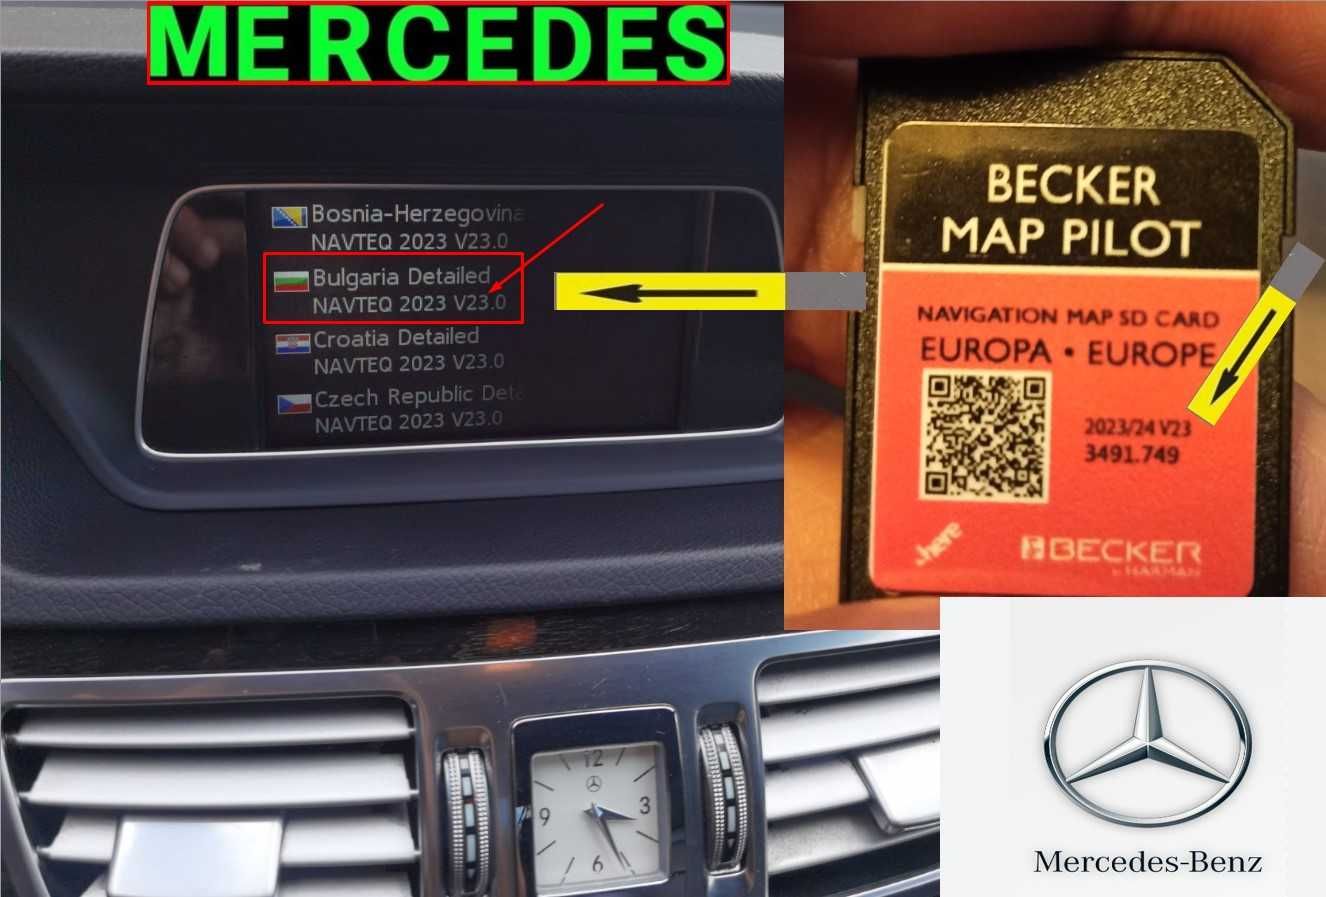 MERCEDES
Bosnia-Herzegovina
NAVTEQ 2023 V23.0
Bulgaria Detailed
NAVTEQ 2023 V23.0
Croatia Detailed
NAVTEQ 2023 V23.0
Czech Republic Deta
NAVTEQ 2023 V23.0
12
3
6
9
BECKER
MAP PILOT
NAVIGATION MAP SD CARD
EUROPA • EUROPE
2023/24 V23
3491.749
here
BECKER
by HARMAN
Mercedes-Benz